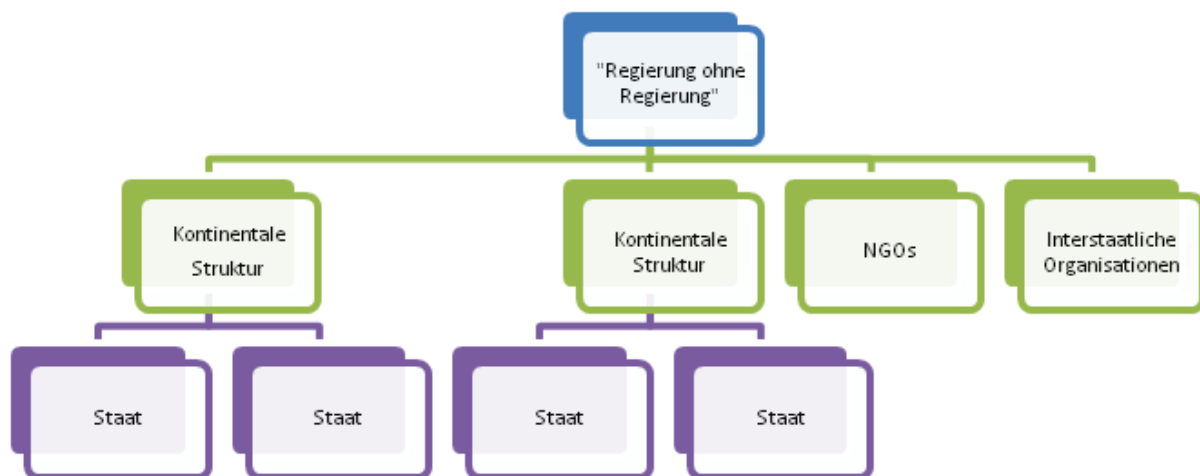 "Regierung ohne
Regierung"
Kontinentale
Struktur
Kontinentale
Struktur
NGOs
Interstaatliche
Organisationen
Staat
Staat
Staat
Staat